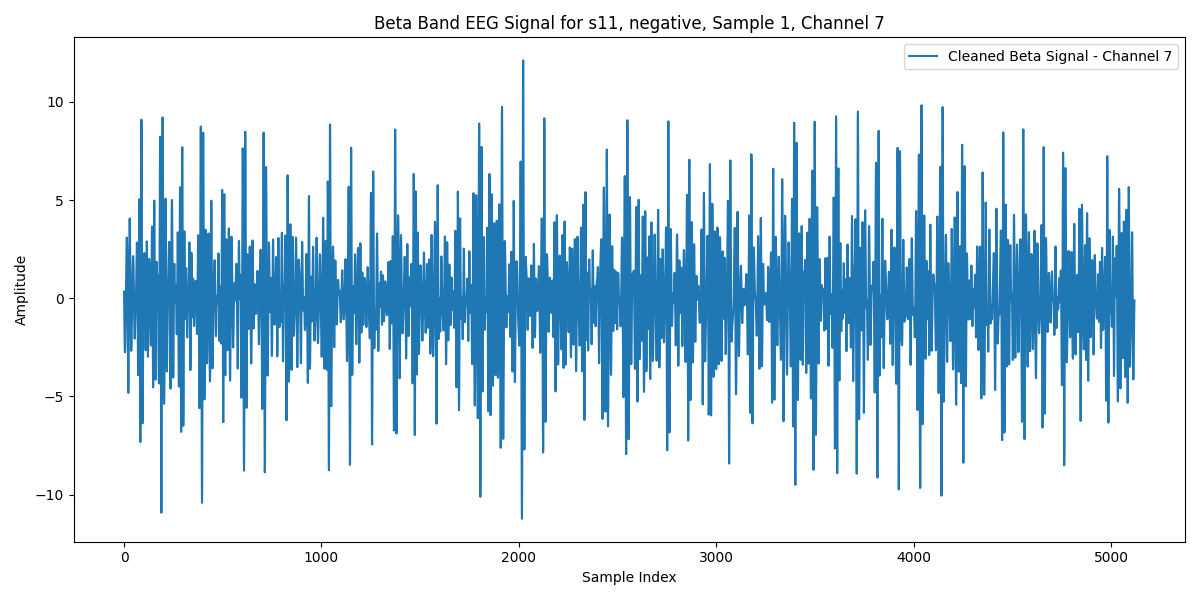 Beta Band EEG Signal for s11, negative, Sample 1, Channel 7
Cleaned Beta Signal - Channel 7
Amplitude
10
5
0
−5
−10
0 1000 2000 3000 4000 5000
Sample Index